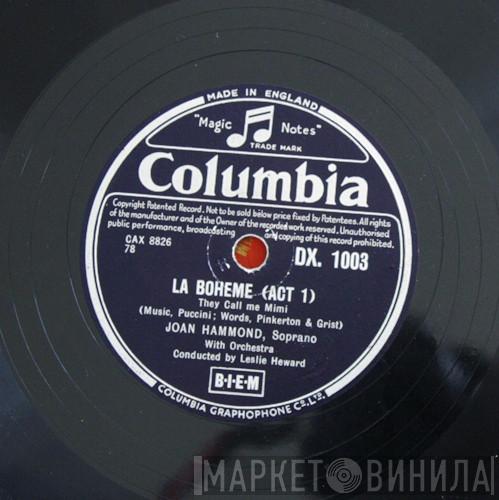 MADE IN ENGLAND
"Magic Notes"
TRADE MARK
Columbia
Copyright Patented Record. Not to be sold below price fixed by Patentees. All rights
of the manufacturer and of the Owner of the recorded work reserved. Unauthorised
public performance, broadcasting and copying of this record prohibited.
CAX 8826
78
DX. 1003
LA BOHEME (ACT 1)
They Call me Mimi
(Music, Puccini; Words, Pinkerton & Grist)
JOAN HAMMOND, Soprano
With Orchestra
Conducted by Leslie Heward
B·I·E·M
COLUMBIA GRAPHOPHONE Co. LTD.
МАРКЕТ ВИНИЛА